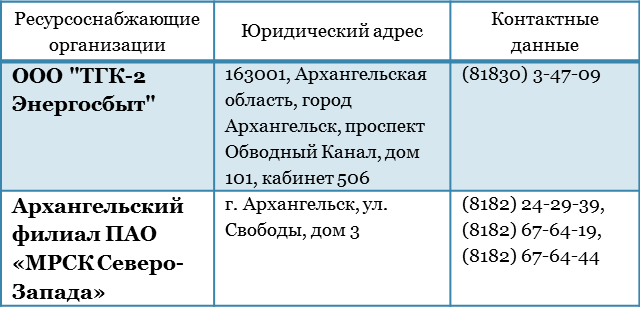 Ресурсоснабжающие
организации
Юридический адрес
Контактные
данные
ООО "ТГК-2
Энергосбыт"
163001, Архангельская
область, город
Архангельск, проспект
Обводный Канал, дом
101, кабинет 506
(81830) 3-47-09
Архангельский
филиал ПАО
«МРСК Северо-
Запада»
г. Архангельск, ул.
Свободы, дом 3
(8182) 24-29-39,
(8182) 67-64-19,
(8182) 67-64-44